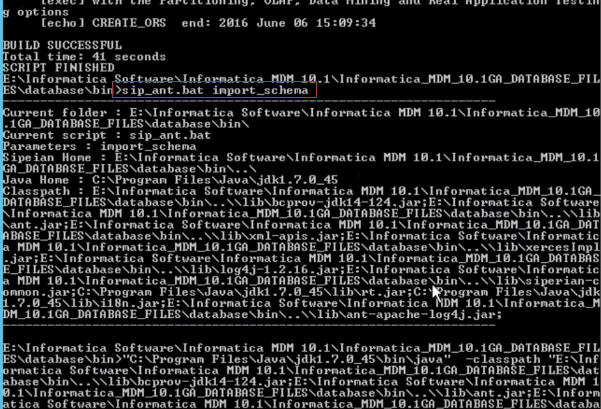 [exec] with the Partitioning, OLAP, Data Mining and Real Application Testin
g options
[echo] CREATE_ORS  end: 2016 June 06 15:09:34
BUILD SUCCESSFUL
Total time: 41 seconds
SCRIPT FINISHED
E:\Informatica Software\Informatica MDM 10.1\Informatica_MDM_10.1GA_DATABASE_FIL
ES\database\bin>sip_ant.bat import_schema
-------------------------------------------------------------
Current folder : E:\Informatica Software\Informatica MDM 10.1\Informatica_MDM_10
.1GA_DATABASE_FILES\database\bin\
Current script : sip_ant.bat
Parameters : import_schema
Sipeian Home : E:\Informatica Software\Informatica MDM 10.1\Informatica_MDM_10.1
GA_DATABASE_FILES\database\bin\..\
Java Home : C:\Program Files\Java\jdk1.7.0_45
Classpath : E:\Informatica Software\Informatica MDM 10.1\Informatica_MDM_10.1GA_
DATABASE_FILES\database\bin\..\\lib\bcprov-jdk14-124.jar;E:\Informatica Software
\Informatica MDM 10.1\Informatica_MDM_10.1GA_DATABASE_FILES\database\bin\..\\lib
\ant.jar;E:\Informatica Software\Informatica MDM 10.1\Informatica_MDM_10.1GA_DAT
ABASE_FILES\database\bin\..\\lib\xml-apis.jar;E:\Informatica Software\Informatic
a MDM 10.1\Informatica_MDM_10.1GA_DATABASE_FILES\database\bin\..\\lib\xercesImpl
.jar;E:\Informatica Software\Informatica MDM 10.1\Informatica_MDM_10.1GA_DATABAS
E_FILES\database\bin\..\\lib\log4j-1.2.16.jar;E:\Informatica Software\Informatic
a MDM 10.1\Informatica_MDM_10.1GA_DATABASE_FILES\database\bin\..\\lib\siperian-c
ommon.jar;C:\Program Files\Java\jdk1.7.0_45\lib\rt.jar;C:\Program Files\Java\jdk
1.7.0_45\lib\i18n.jar;E:\Informatica Software\Informatica MDM 10.1\Informatica_M
DM_10.1GA_DATABASE_FILES\database\bin\..\\lib\ant-apache-log4j.jar;
-------------------------------------------------------------
E:\Informatica Software\Informatica MDM 10.1\Informatica_MDM_10.1GA_DATABASE_FIL
ES\database\bin>"C:\Program Files\Java\jdk1.7.0_45\bin\java"  -classpath "E:\Inf
ormatica Software\Informatica MDM 10.1\Informatica_MDM_10.1GA_DATABASE_FILES\dat
abase\bin\..\\lib\bcprov-jdk14-124.jar;E:\Informatica Software\Informatica MDM 1
0.1\Informatica_MDM_10.1GA_DATABASE_FILES\database\bin\..\\lib\ant.jar;E:\Inform
atica Software\Informatica MDM 10.1\Informatica_MDM_10.1GA_DATABASE_FILES\databa